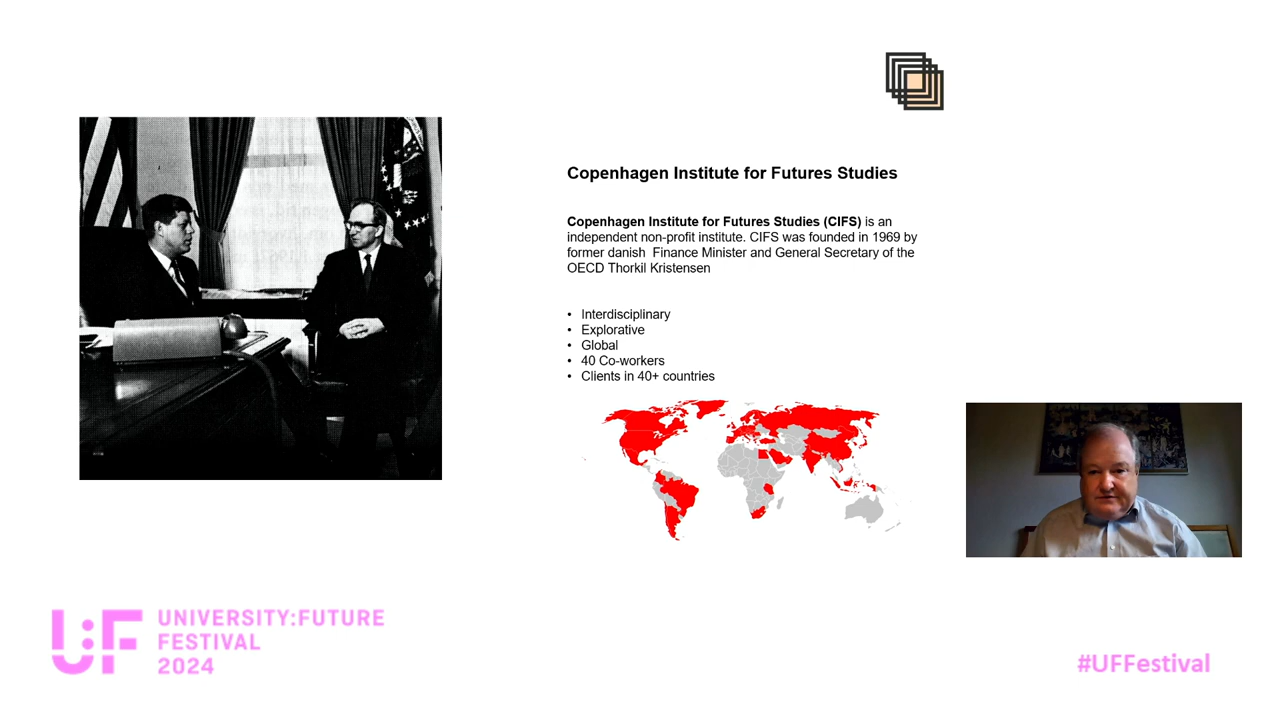 Copenhagen Institute for Futures Studies
Copenhagen Institute for Futures Studies (CIFS) is an
independent non-profit institute. CIFS was founded in 1969 by
former danish  Finance Minister and General Secretary of the
OECD Thorkil Kristensen
• Interdisciplinary
• Explorative
• Global
• 40 Co-workers
• Clients in 40+ countries
U:F
UNIVERSITY:FUTURE
FESTIVAL
2024
#UFFestival